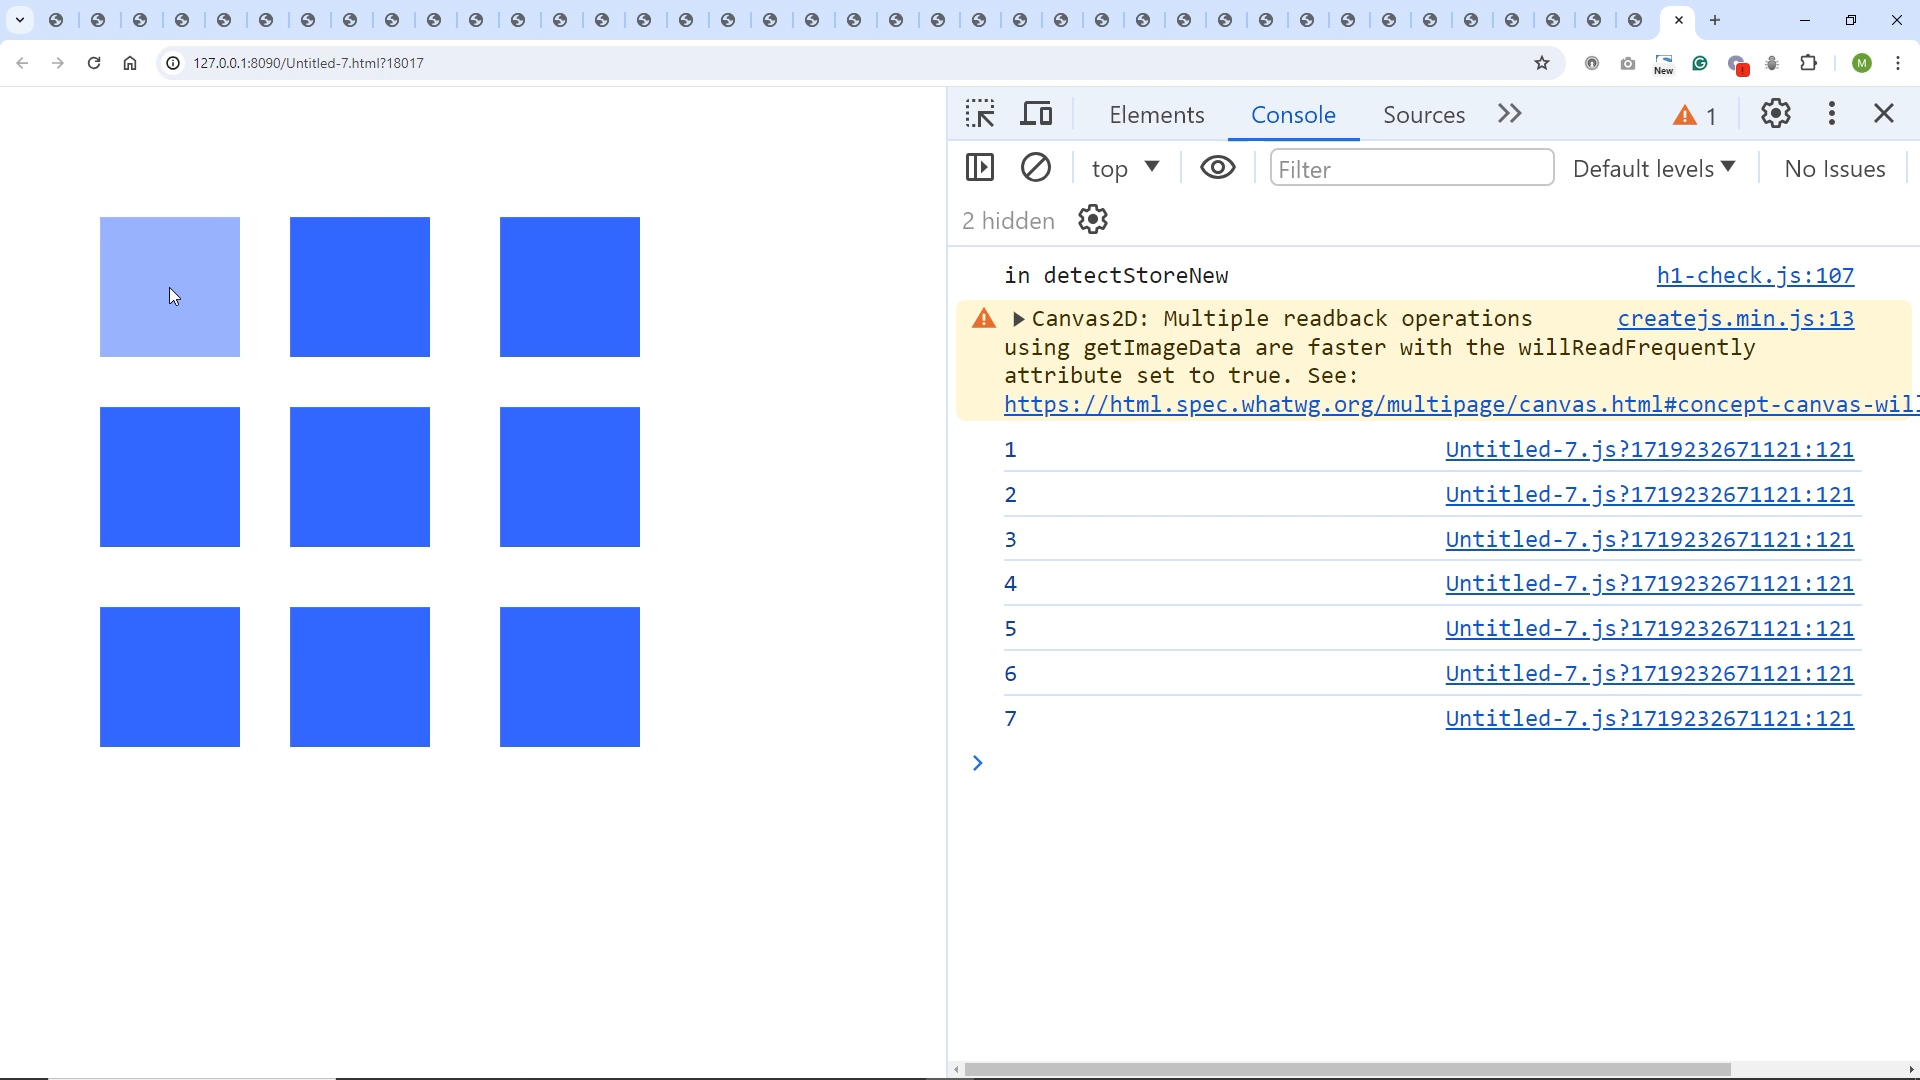 127.0.0.1:8090/Untitled-7.html?18017
New
M
Elements Console Sources 1
top Filter Default levels No Issues
2 hidden
in detectStoreNew h1-check.js:107
Canvas2D: Multiple readback operations createjs.min.js:13
using getImageData are faster with the willReadFrequently
attribute set to true. See:
https://html.spec.whatwg.org/multipage/canvas.html#concept-canvas-will
1 Untitled-7.js?1719232671121:121
2 Untitled-7.js?1719232671121:121
3 Untitled-7.js?1719232671121:121
4 Untitled-7.js?1719232671121:121
5 Untitled-7.js?1719232671121:121
6 Untitled-7.js?1719232671121:121
7 Untitled-7.js?1719232671121:121